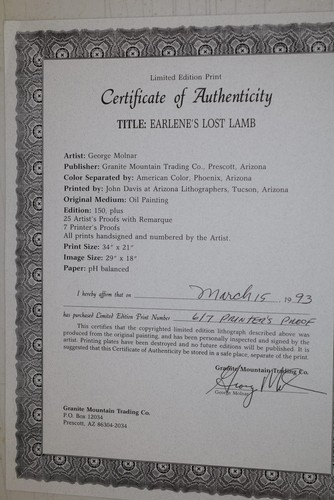 Limited Edition Print
Certificate of Authenticity
TITLE: EARLENE'S LOST LAMB
Artist: George Molnar
Publisher: Granite Mountain Trading Co., Prescott, Arizona
Color Separated by: American Color, Phoenix, Arizona
Printed by: John Davis at Arizona Lithographers, Tucson, Arizona
Original Medium: Oil Painting
Edition: 150, plus
25 Artist's Proofs with Remarque
7 Printer's Proofs
All prints handsigned and numbered by the Artist.
Print Size: 34" x 21"
Image Size: 29" x 18"
Paper: pH balanced
I hereby affirm that on March 15 1993
has purchased Limited Edition Print Number 6/7 PRINTER'S PROOF
This certifies that the copyrighted limited edition lithograph described above was
produced from the original painting, and has been personally inspected and signed by the
artist. Printing plates have been destroyed and no future editions will be published. It is
suggested that this Certificate of Authenticity be stored in a safe place, separate of the print.
Granite Mountain Trading Co.
George Molnar
George Molnar
Granite Mountain Trading Co.
P.O. Box 12034
Prescott, AZ 86304-2034